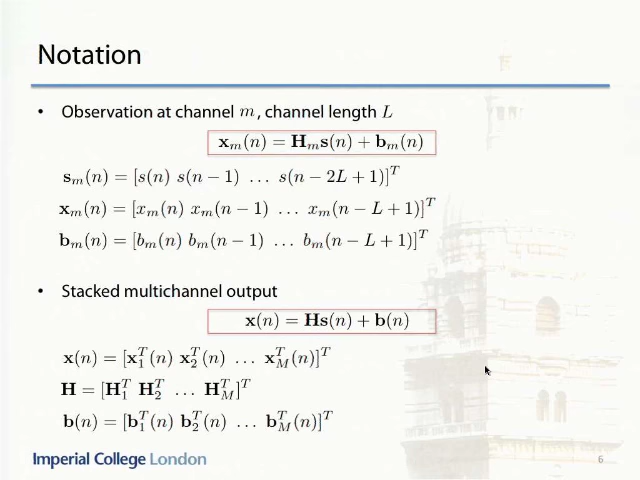 Notation
• Observation at channel m, channel length L
x_m(n) = H_m s(n) + b_m(n)
s_m(n) = [s(n) s(n − 1) … s(n − 2L + 1)]^T
x_m(n) = [x_m(n) x_m(n − 1) … x_m(n − L + 1)]^T
b_m(n) = [b_m(n) b_m(n − 1) … b_m(n − L + 1)]^T
• Stacked multichannel output
x(n) = Hs(n) + b(n)
x(n) = [x_1^T(n) x_2^T(n) … x_M^T(n)]^T
H = [H_1^T H_2^T … H_M^T]^T
b(n) = [b_1^T(n) b_2^T(n) … b_M^T(n)]^T
Imperial College London
6